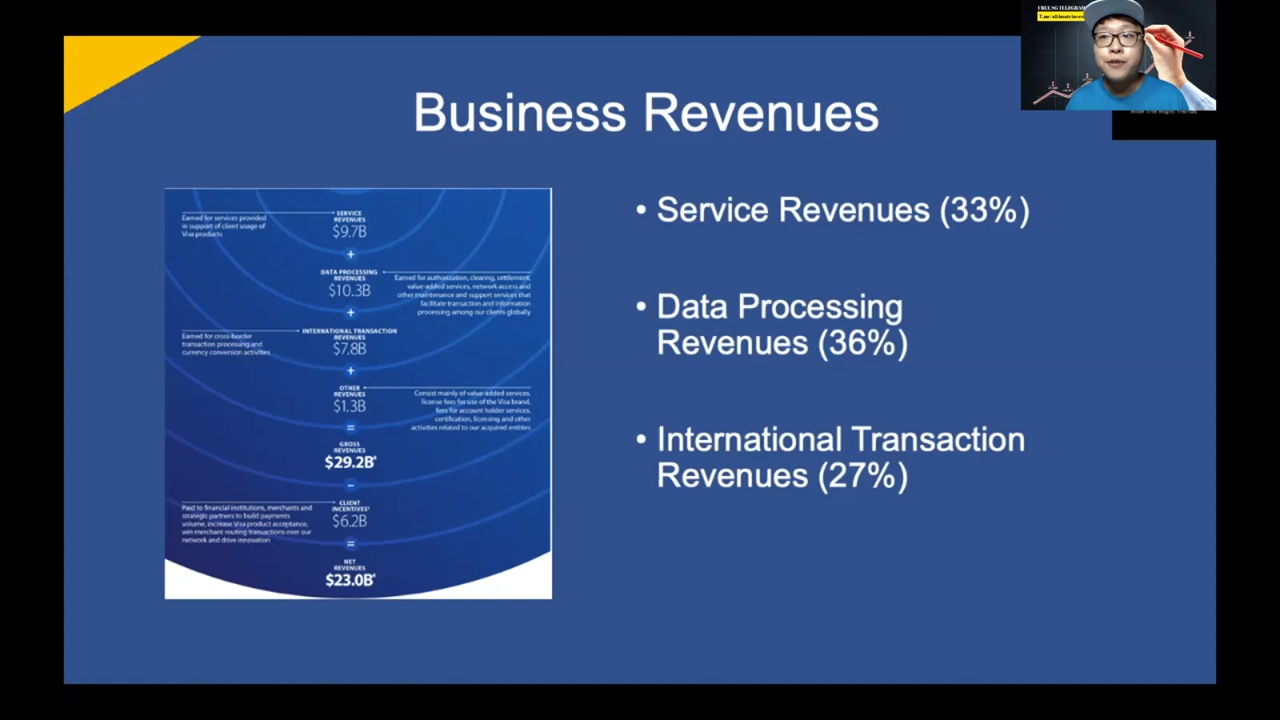 FREE SG TELEGRAM
Business Revenues
Earned for services provided
in support of client usage of
Visa products
SERVICE
REVENUES
$9.7B
+
DATA PROCESSING
REVENUES
$10.3B
Earned for authorization, clearing, settlement,
value-added services, network access and
other maintenance and support services that
facilitate transaction and information
processing among our clients globally
+
Earned for cross-border
transaction processing and
currency conversion activities
INTERNATIONAL TRANSACTION
REVENUES
$7.8B
+
OTHER
REVENUES
$1.3B
Consist mainly of value-added services,
license fees for use of the Visa brand,
fees for account holder services,
certification, licensing and other
activities related to our acquired entities
=
GROSS
REVENUES
$29.2B
–
Paid to financial institutions, merchants and
strategic partners to build payments
volume, increase Visa product acceptance,
win merchant routing transactions over our
network and drive innovation
CLIENT
INCENTIVES
$6.2B
=
NET
REVENUES
$23.0B
• Service Revenues (33%)
• Data Processing
Revenues (36%)
• International Transaction
Revenues (27%)